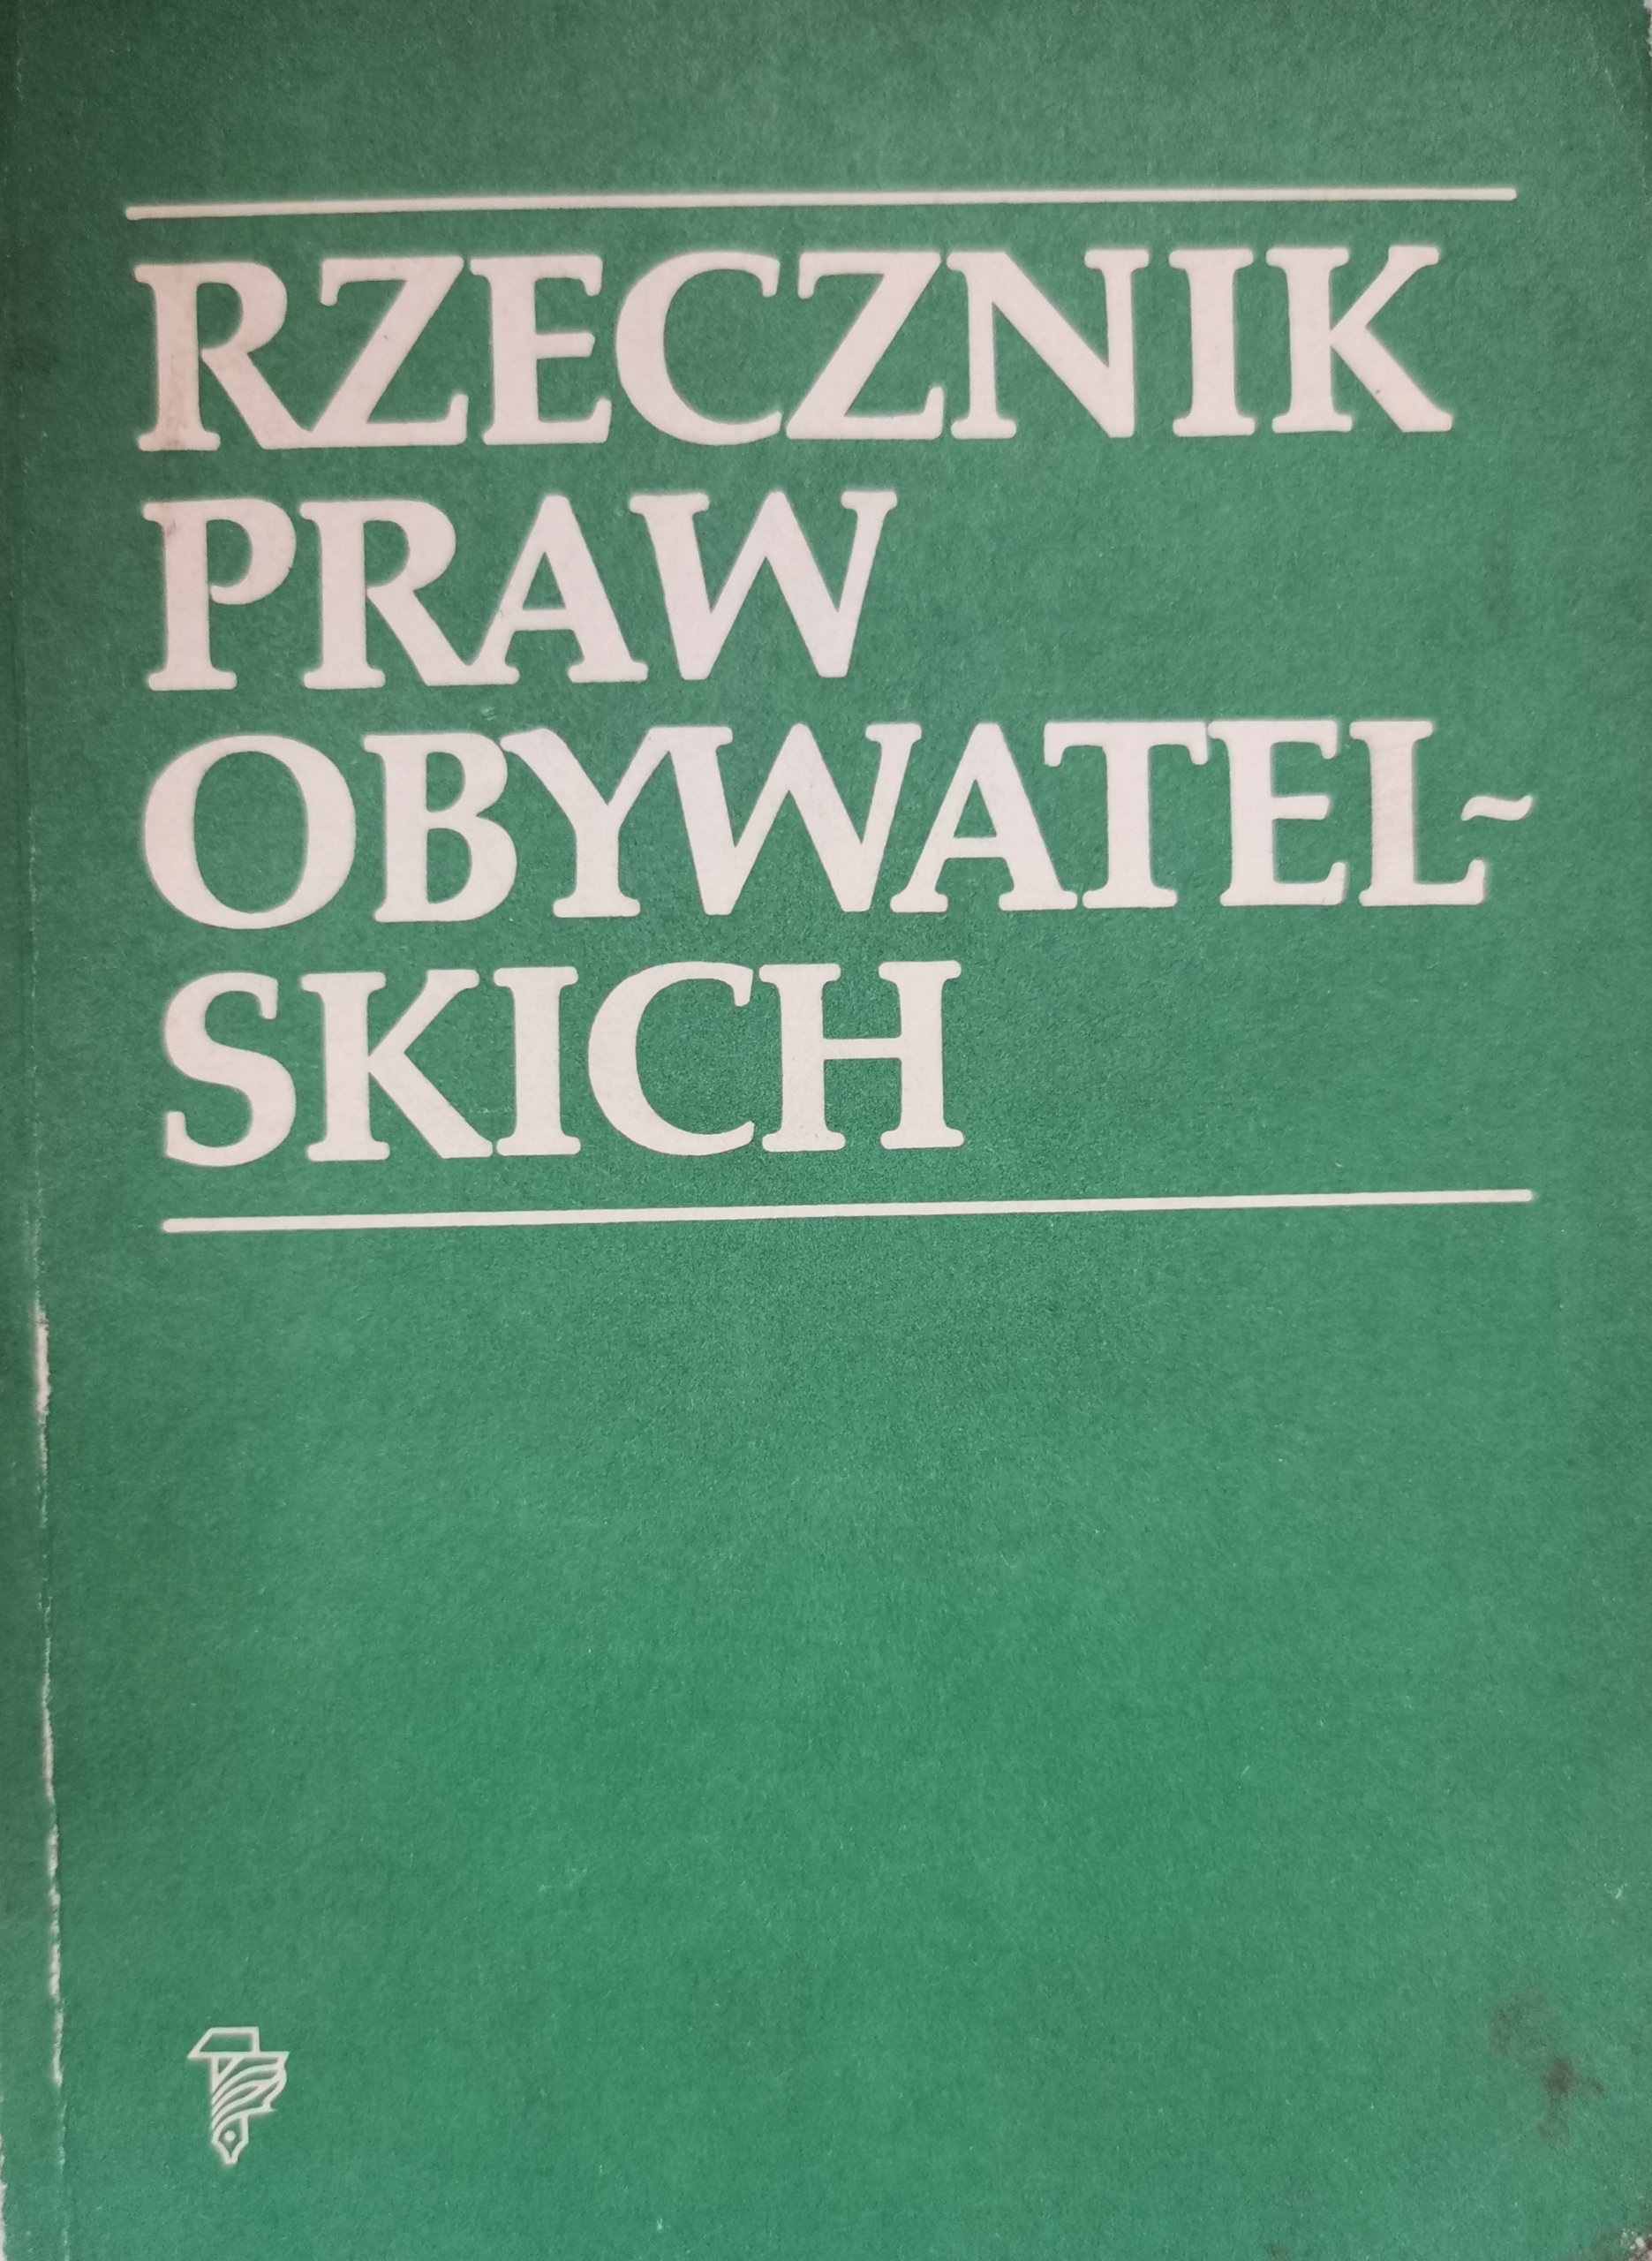 RZECZNIK
PRAW
OBYWATEL~
SKICH